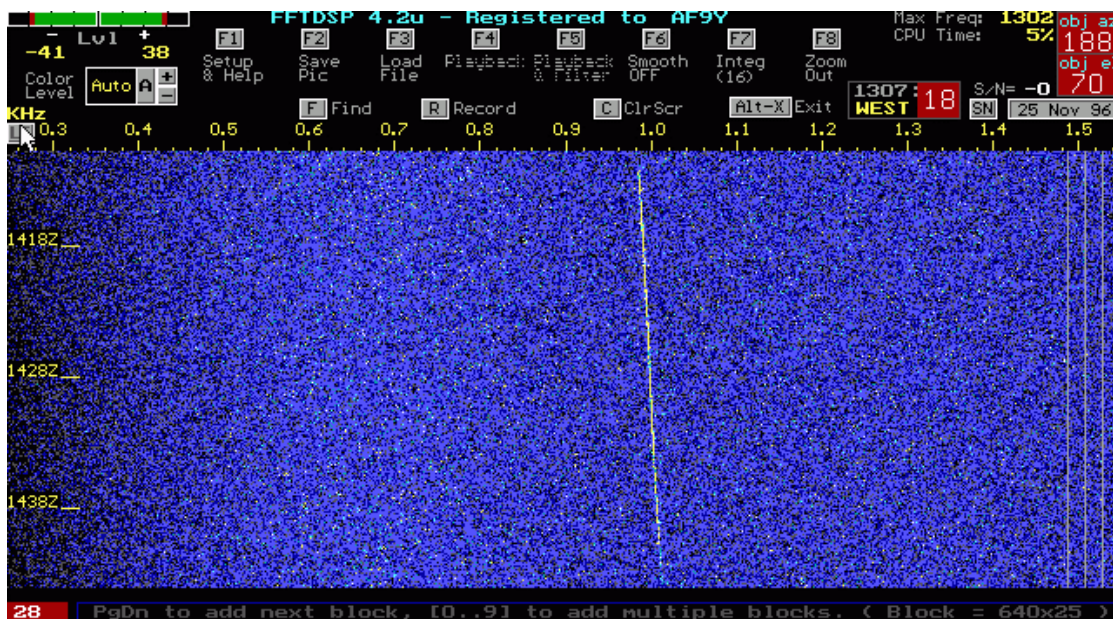 FFTDSP 4.2u - Registered to AF9Y
Max Freq: 1302
CPU Time: 5%
obj az
188
obj el
70
- Lvl +
-41 38
Color Level Auto A + -
F1 F2 F3 F4 F5 F6 F7 F8
Setup & Help Save Pic Load File Playback Playback & Filter Smooth OFF Integ (16) Zoom Out
F Find R Record C ClrScr Alt-X Exit
1307: WEST 18
S/N= -0
SN 25 Nov 96
KHz
0.3 0.4 0.5 0.6 0.7 0.8 0.9 1.0 1.1 1.2 1.3 1.4 1.5
1418Z
1428Z
1438Z
28 PgDn to add next block, [0..9] to add multiple blocks. ( Block = 640x25 )